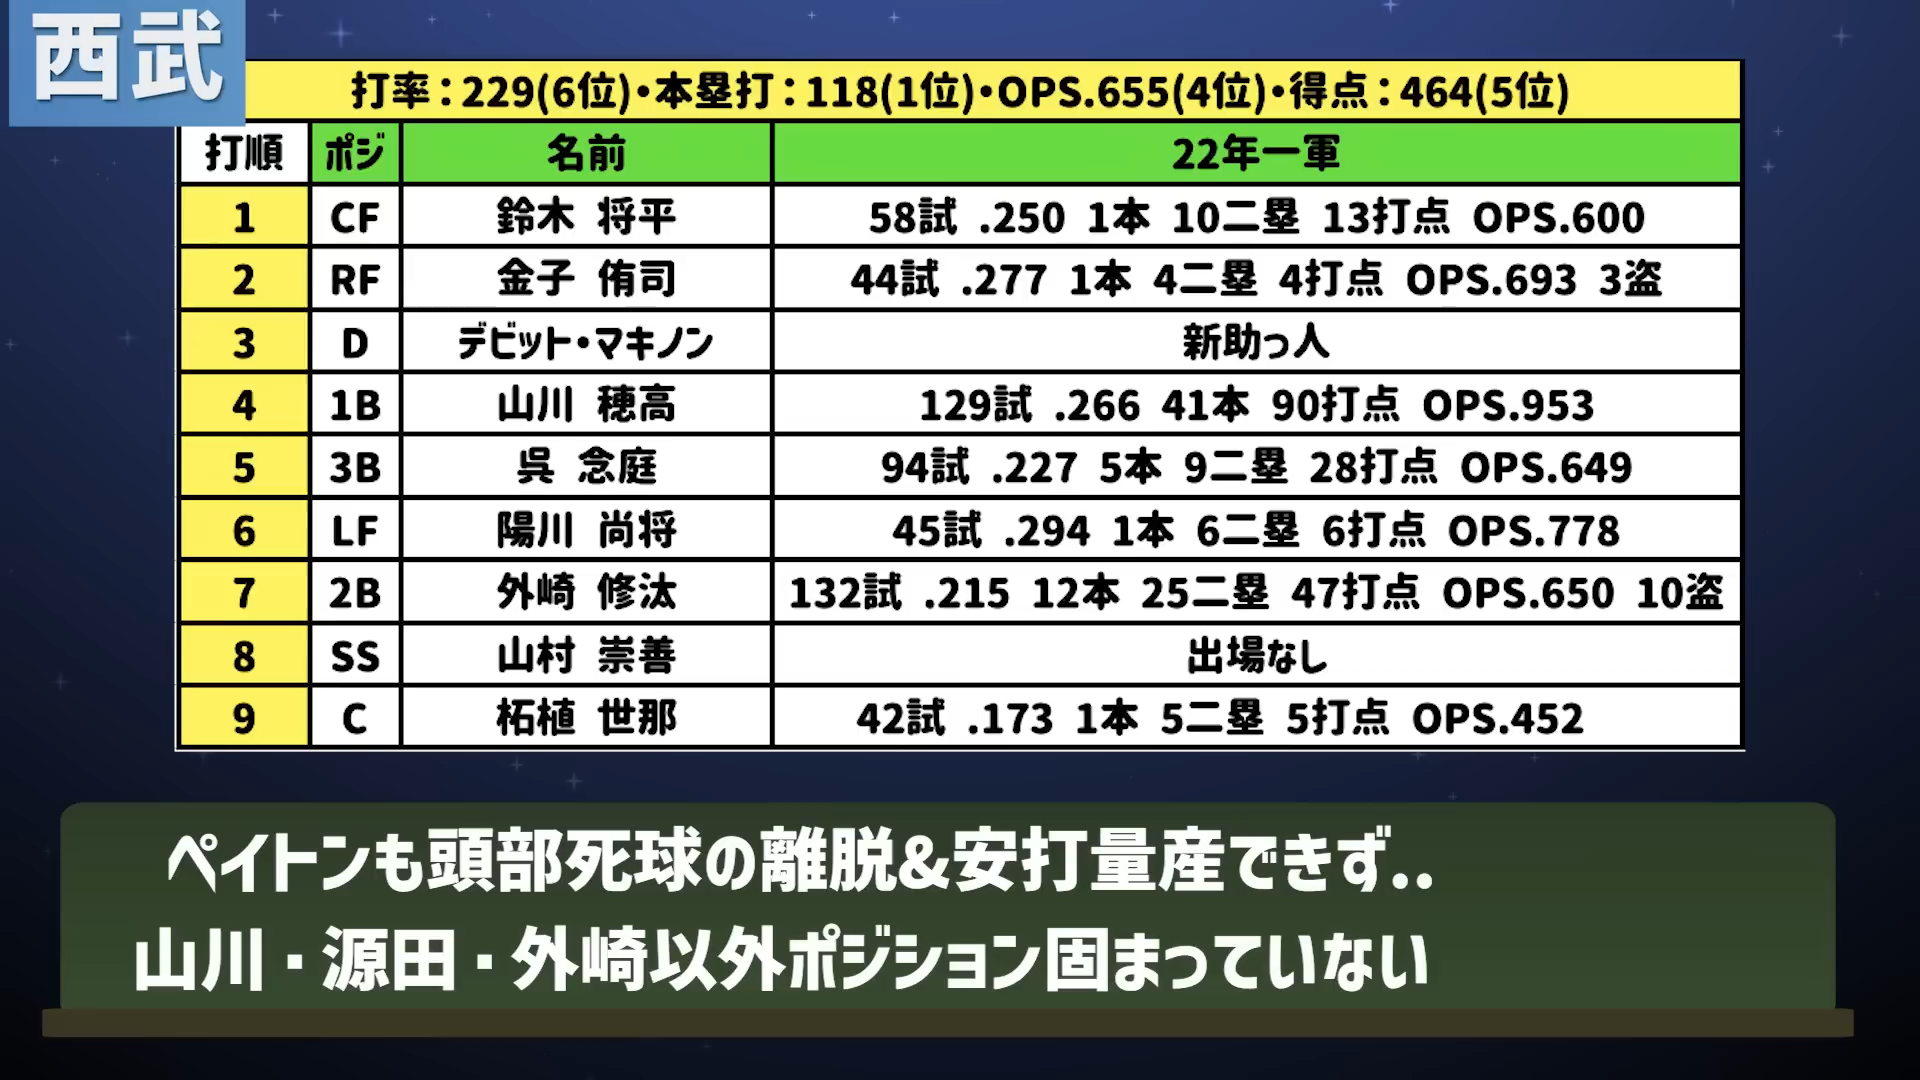 西武
打率：229(6位)・本塁打：118(1位)・OPS.655(4位)・得点：464(5位)
打順 ポジ 名前 22年一軍
1 CF 鈴木 将平 58試 .250 1本 10二塁 13打点 OPS.600
2 RF 金子 侑司 44試 .277 1本 4二塁 4打点 OPS.693 3盗
3 D デビット・マキノン 新助っ人
4 1B 山川 穂高 129試 .266 41本 90打点 OPS.953
5 3B 呉 念庭 94試 .227 5本 9二塁 28打点 OPS.649
6 LF 陽川 尚将 45試 .294 1本 6二塁 6打点 OPS.778
7 2B 外崎 修汰 132試 .215 12本 25二塁 47打点 OPS.650 10盗
8 SS 山村 崇善 出場なし
9 C 柘植 世那 42試 .173 1本 5二塁 5打点 OPS.452
ペイトンも頭部死球の離脱&安打量産できず..
山川・源田・外崎以外ポジション固まっていない